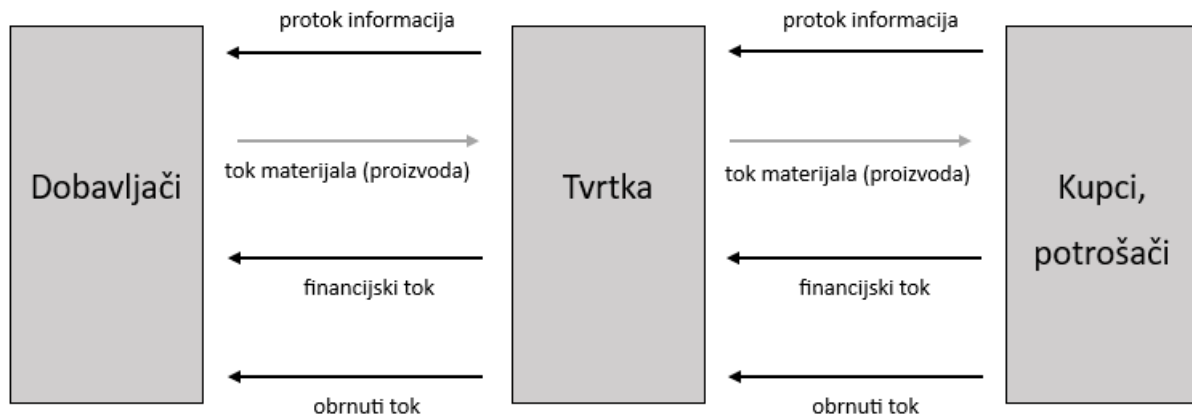 protok informacija
protok informacija
tok materijala (proizvoda)
tok materijala (proizvoda)
Dobavljači
Tvrtka
Kupci,
potrošači
financijski tok
financijski tok
obrnuti tok
obrnuti tok